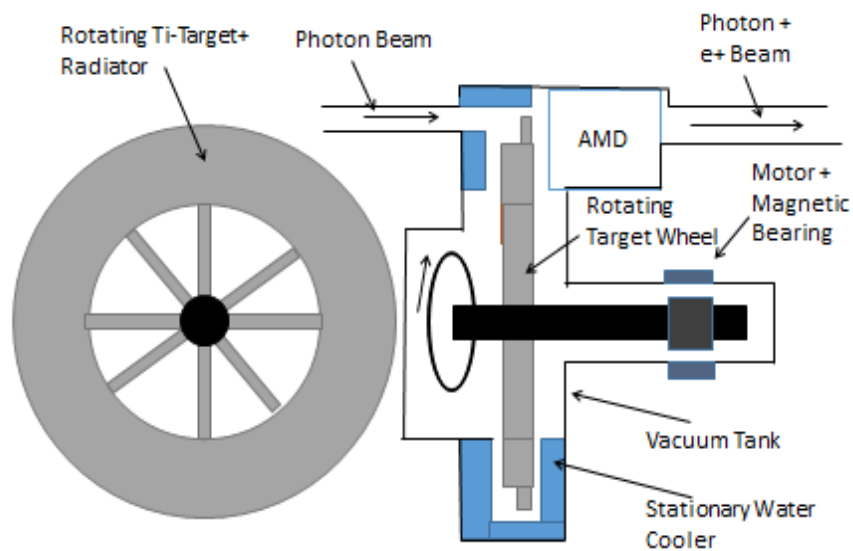 Rotating Ti-Target+
Radiator
Photon Beam
Photon +
e+ Beam
AMD
Motor +
Magnetic
Bearing
Rotating
Target Wheel
Vacuum Tank
Stationary Water
Cooler